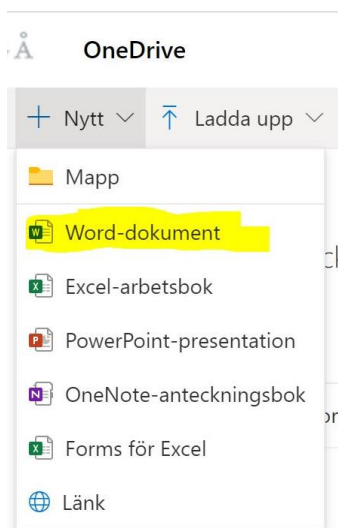 Å OneDrive
+ Nytt Ladda upp
Mapp
Word-dokument
Excel-arbetsbok
PowerPoint-presentation
OneNote-anteckningsbok
Forms för Excel
Länk